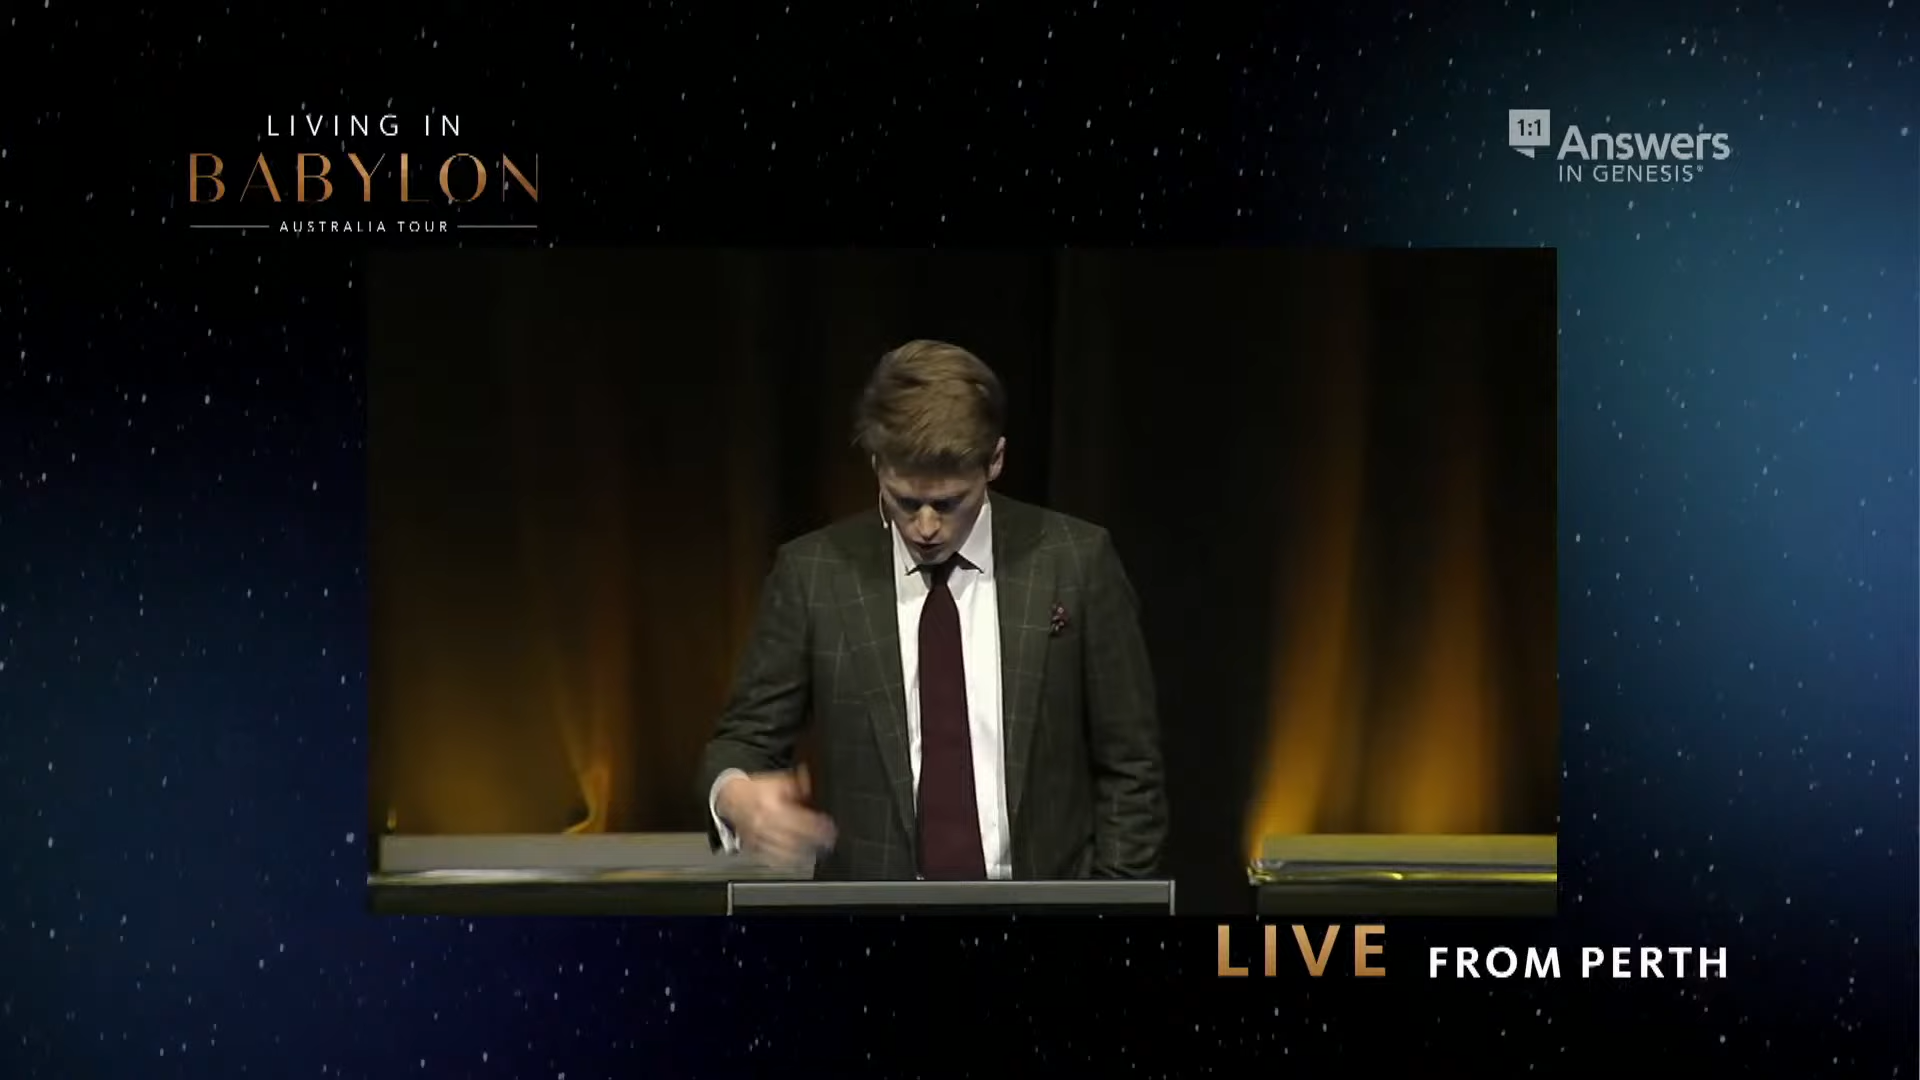 LIVING IN
BABYLON
AUSTRALIA TOUR
1:1
Answers
IN GENESIS®
LIVE FROM PERTH